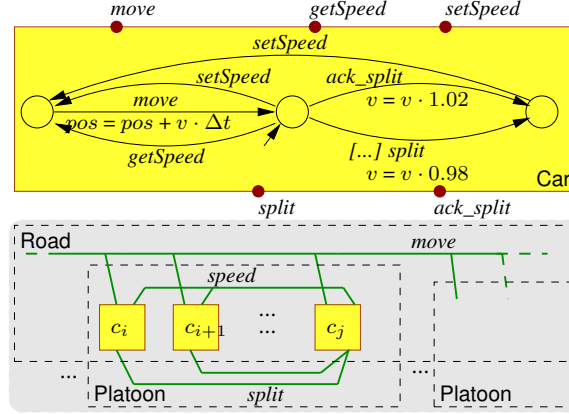 move
getSpeed
setSpeed
setSpeed
setSpeed
ack_split
v = v · 1.02
move
pos = pos + v · Δt
getSpeed
[...] split
v = v · 0.98
Car
split
ack_split
Road
move
speed
...
c_i
c_{i+1}
...
c_j
...
...
Platoon
split
Platoon